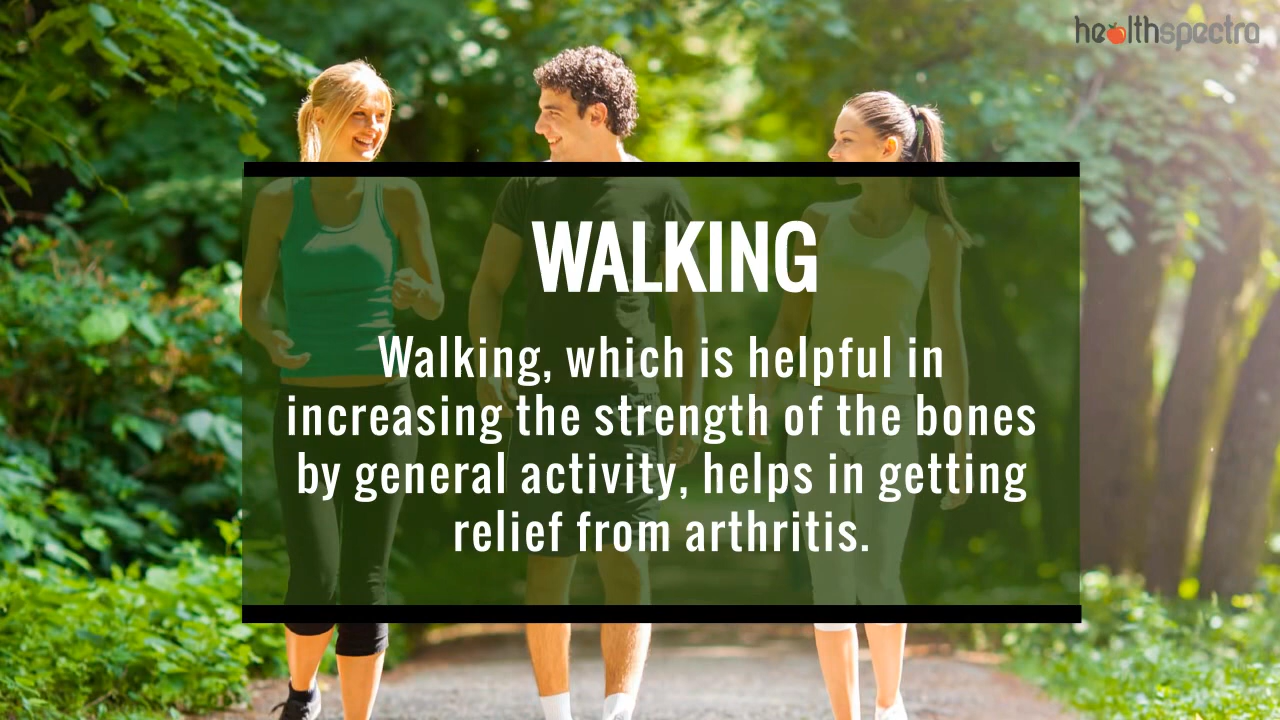 healthspectra
WALKING
Walking, which is helpful in
increasing the strength of the bones
by general activity, helps in getting
relief from arthritis.